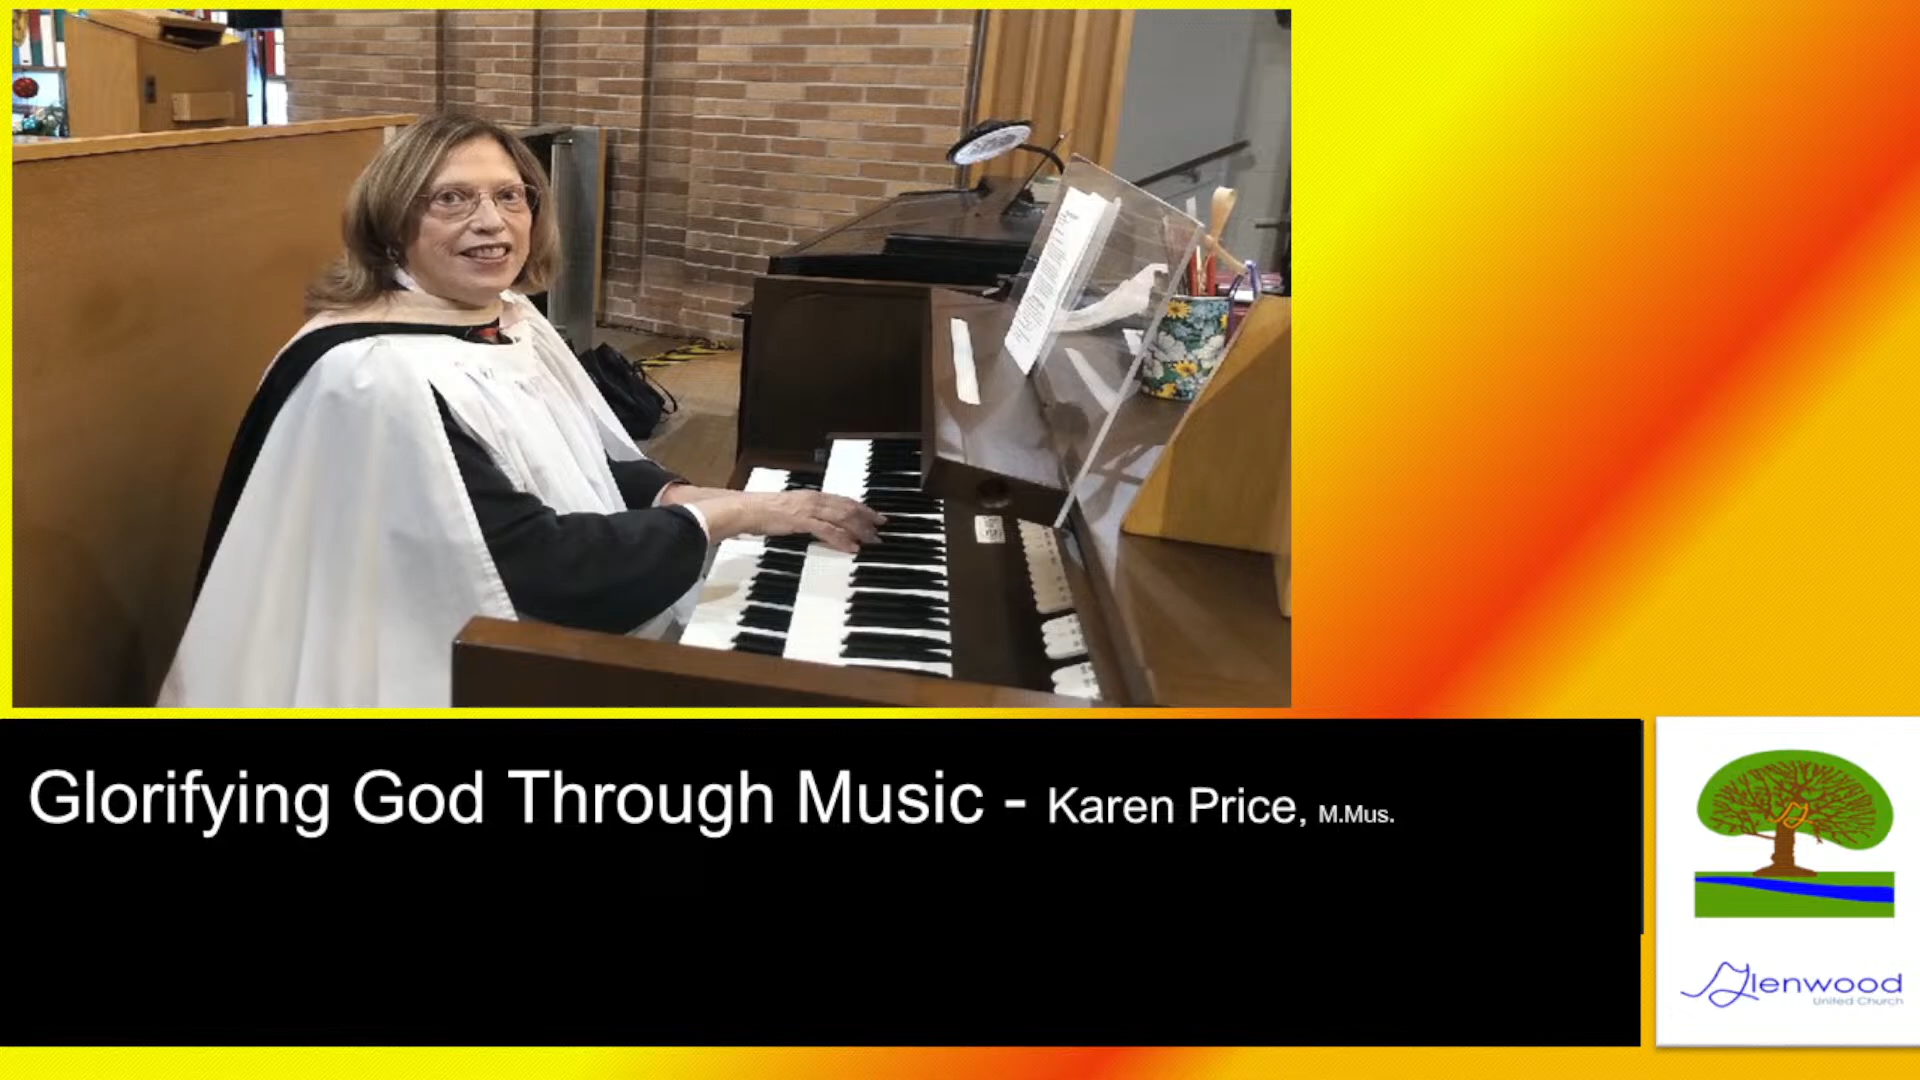 Glorifying God Through Music - Karen Price, M.Mus.
Glenwood
United Church